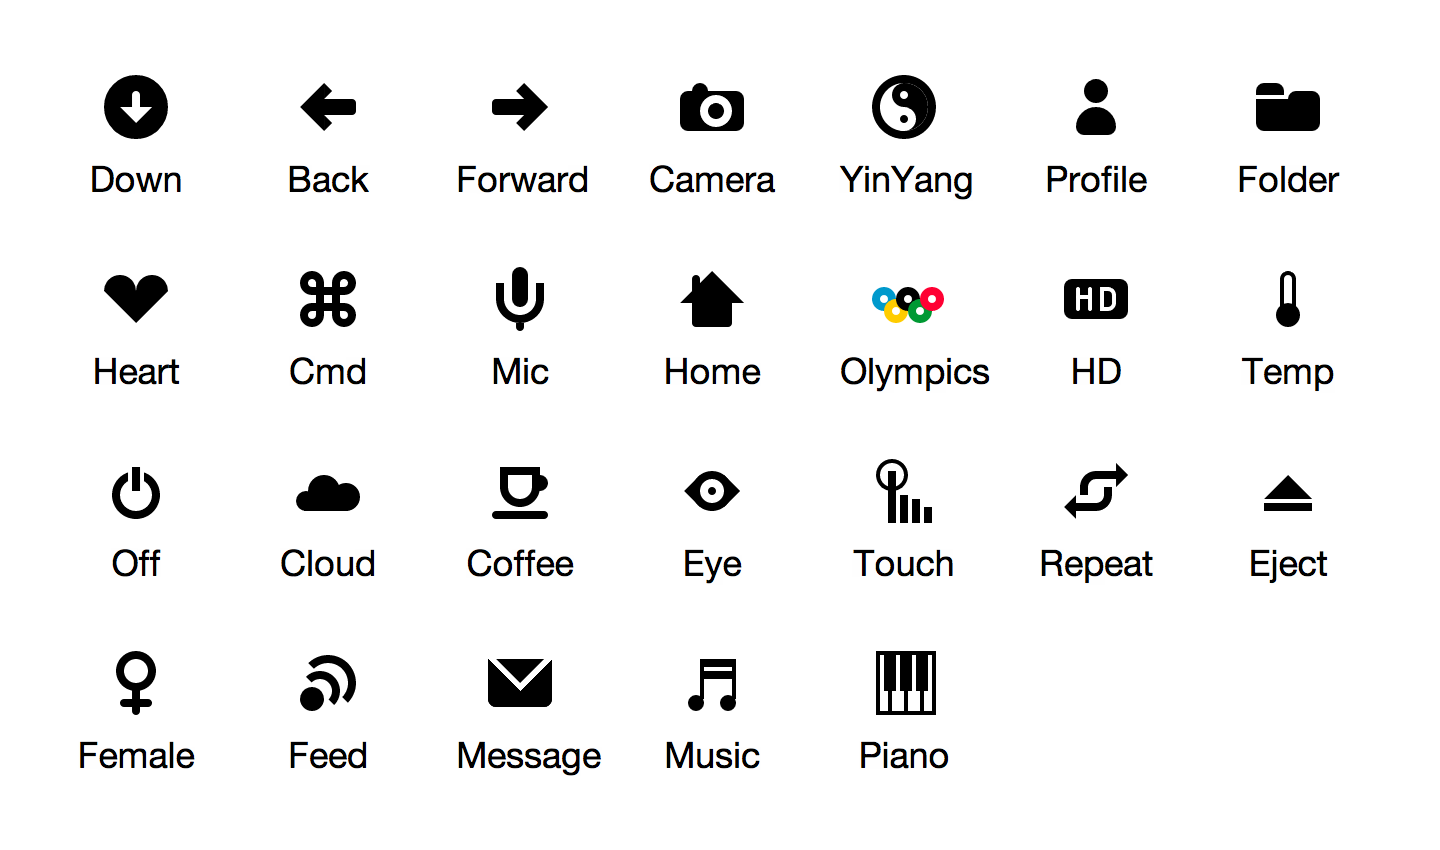 Down Back Forward Camera YinYang Profile Folder
HD
Heart Cmd Mic Home Olympics HD Temp
Off Cloud Coffee Eye Touch Repeat Eject
Female Feed Message Music Piano